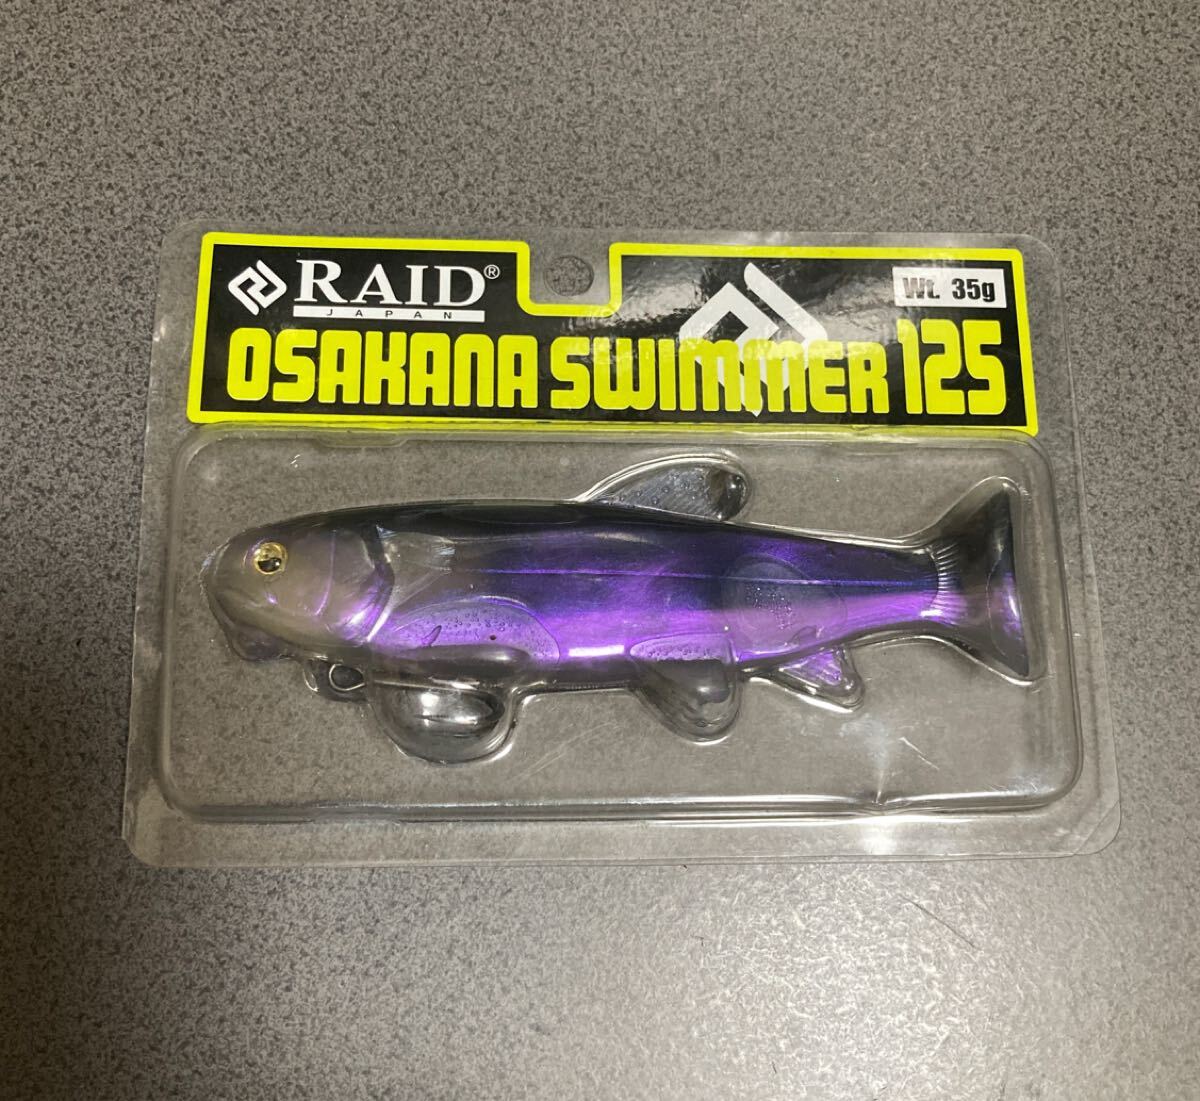 RAID®
JAPAN
Wt. 35g
OSAKANA SWIMMER 125